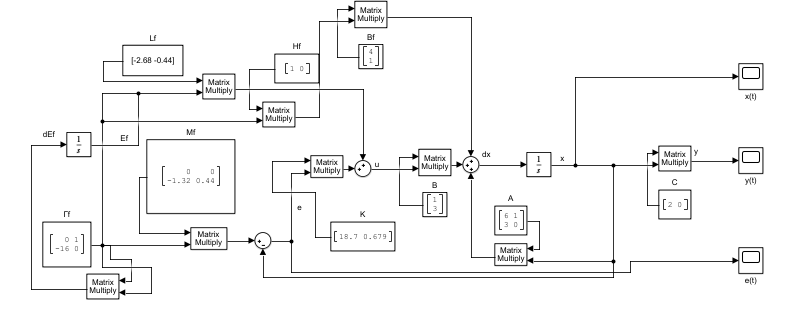 Matrix
Multiply
Bf
[4
1]
Lf
[-2.68 -0.44]
Hf
[1 0]
Matrix
Multiply
Matrix
Multiply
dEf
1
s
Ef
Mf
[0 0
-1.32 0.44]
Matrix
Multiply
u
Matrix
Multiply
B
[1
3]
dx
1
s
x
x(t)
Matrix
Multiply
y
y(t)
C
[2 0]
A
[6 1
3 0]
Matrix
Multiply
e
K
[18.7 0.679]
Γf
[0 1
-16 0]
Matrix
Multiply
Matrix
Multiply
e(t)